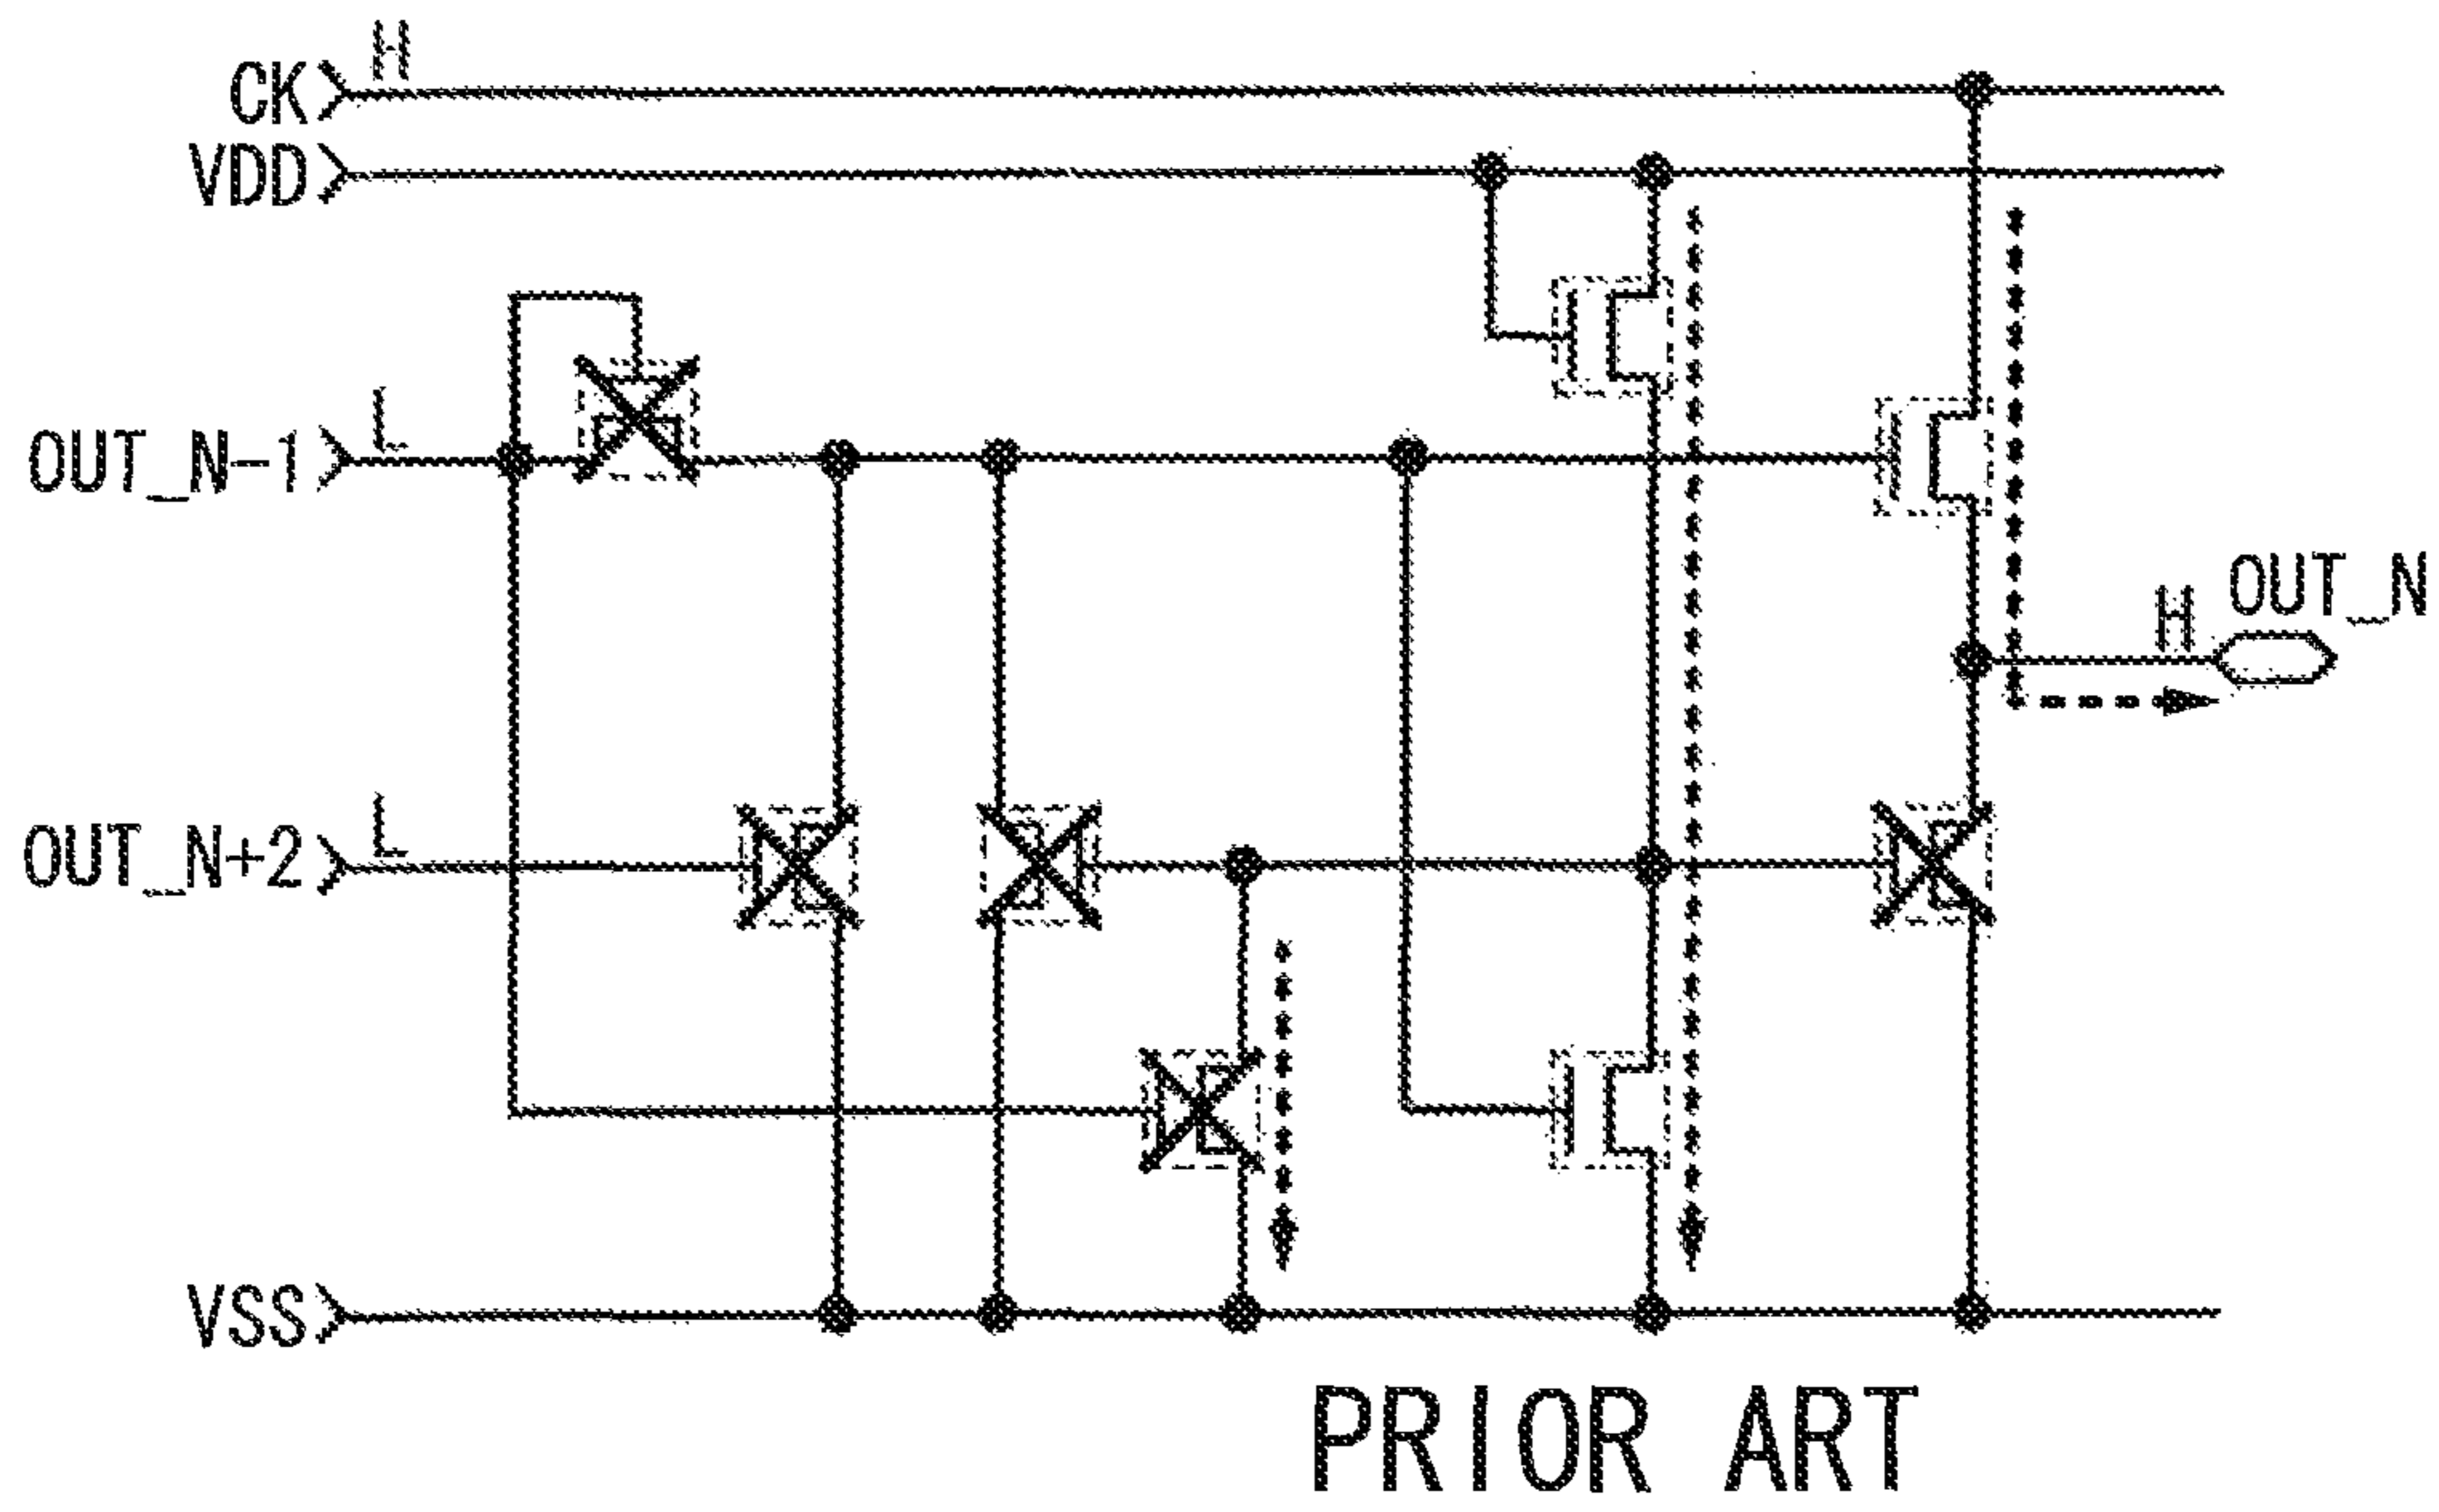 CK H
VDD
OUT_N-1 L
H OUT_N
OUT_N+2 L
VSS
PRIOR ART